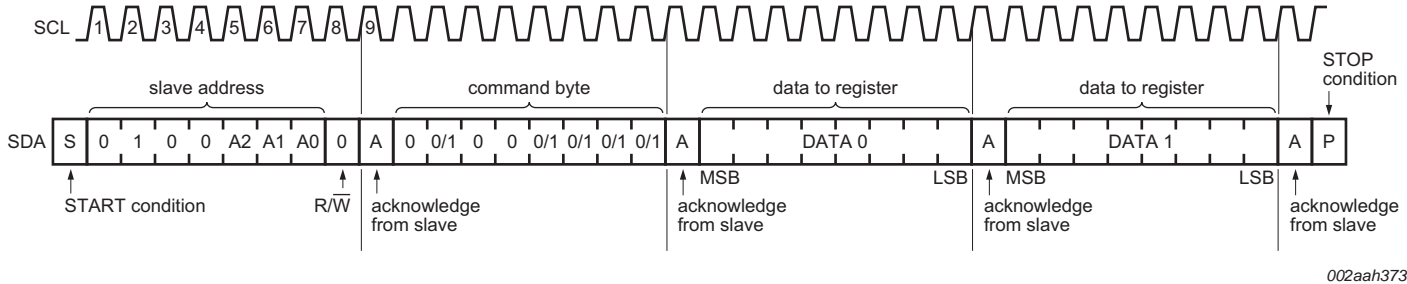 SCL 1 2 3 4 5 6 7 8 9
STOP
condition
slave address command byte data to register data to register
SDA S 0 1 0 0 A2 A1 A0 0 A 0 0/1 0 0 0/1 0/1 0/1 0/1 A DATA 0 A DATA 1 A P
MSB LSB MSB LSB
START condition R/W̅ acknowledge acknowledge acknowledge acknowledge
from slave from slave from slave from slave
002aah373